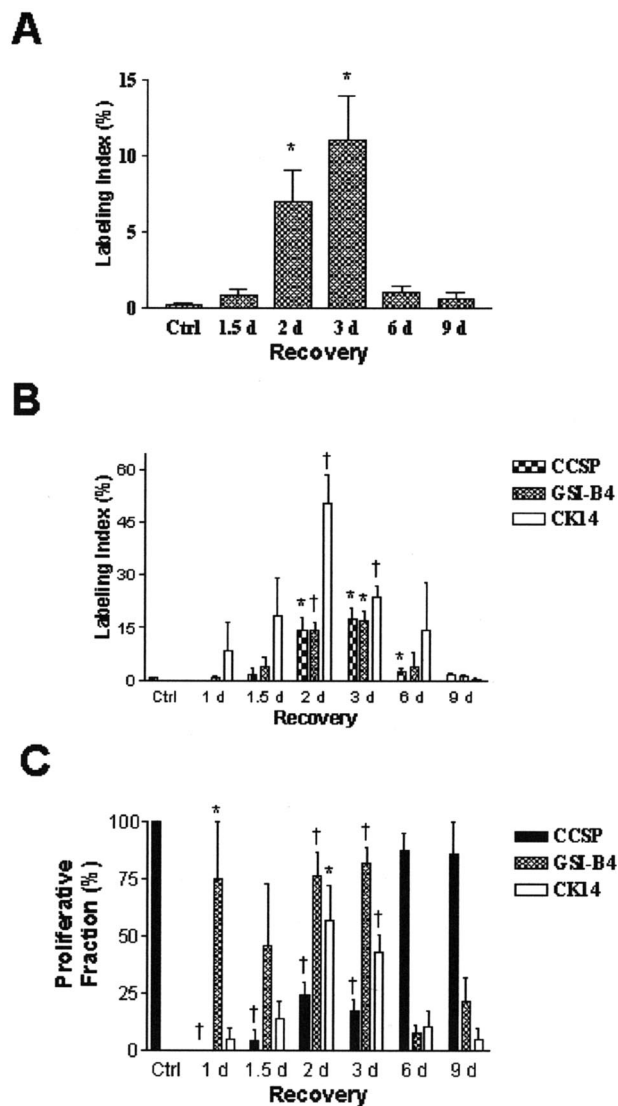 A
Labeling Index (%)
15
10
5
0
*
*
Ctrl 1.5 d 2 d 3 d 6 d 9 d
Recovery
B
Labeling Index (%)
60
45
30
15
0
†
* †
* * †
*
CCSP
GSI-B4
CK14
Ctrl 1 d 1.5 d 2 d 3 d 6 d 9 d
Recovery
C
Proliferative
Fraction (%)
100
75
50
25
0
† *
†
† † *
† † †
CCSP
GSI-B4
CK14
Ctrl 1 d 1.5 d 2 d 3 d 6 d 9 d
Recovery